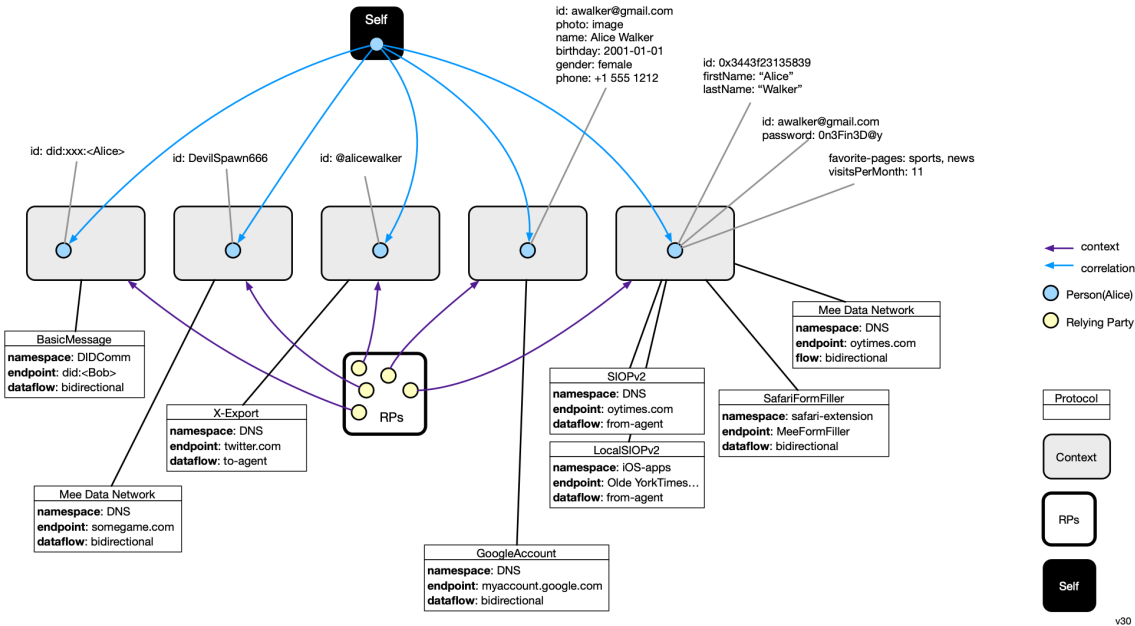 Self
id: awalker@gmail.com
photo: image
name: Alice Walker
birthday: 2001-01-01
gender: female
phone: +1 555 1212
id: 0x3443f23135839
firstName: “Alice”
lastName: “Walker”
id: awalker@gmail.com
password: 0n3Fin3D@y
favorite-pages: sports, news
visitsPerMonth: 11
id: did:xxx:<Alice>
id: DevilSpawn666
id: @alicewalker
context
correlation
Person(Alice)
Relying Party
BasicMessage
namespace: DIDComm
endpoint: did:<Bob>
dataflow: bidirectional
X-Export
namespace: DNS
endpoint: twitter.com
dataflow: to-agent
Mee Data Network
namespace: DNS
endpoint: somegame.com
dataflow: bidirectional
RPs
GoogleAccount
namespace: DNS
endpoint: myaccount.google.com
dataflow: bidirectional
SIOPv2
namespace: DNS
endpoint: oytimes.com
dataflow: from-agent
LocalSIOPv2
namespace: iOS-apps
endpoint: Olde YorkTimes…
dataflow: from-agent
SafariFormFiller
namespace: safari-extension
endpoint: MeeFormFiller
dataflow: bidirectional
Mee Data Network
namespace: DNS
endpoint: oytimes.com
flow: bidirectional
Protocol
Context
RPs
Self
v30